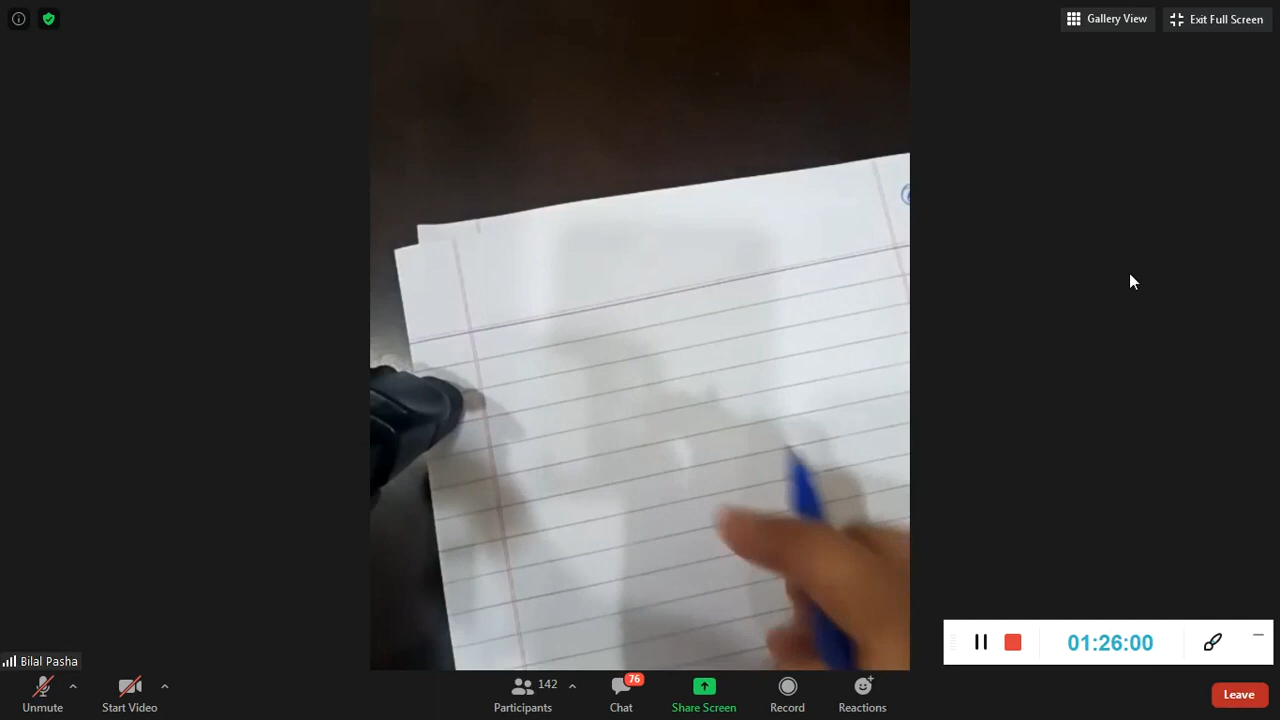 Gallery View
Exit Full Screen
01:26:00
Bilal Pasha
Unmute
Start Video
142
Participants
76
Chat
Share Screen
Record
Reactions
Leave